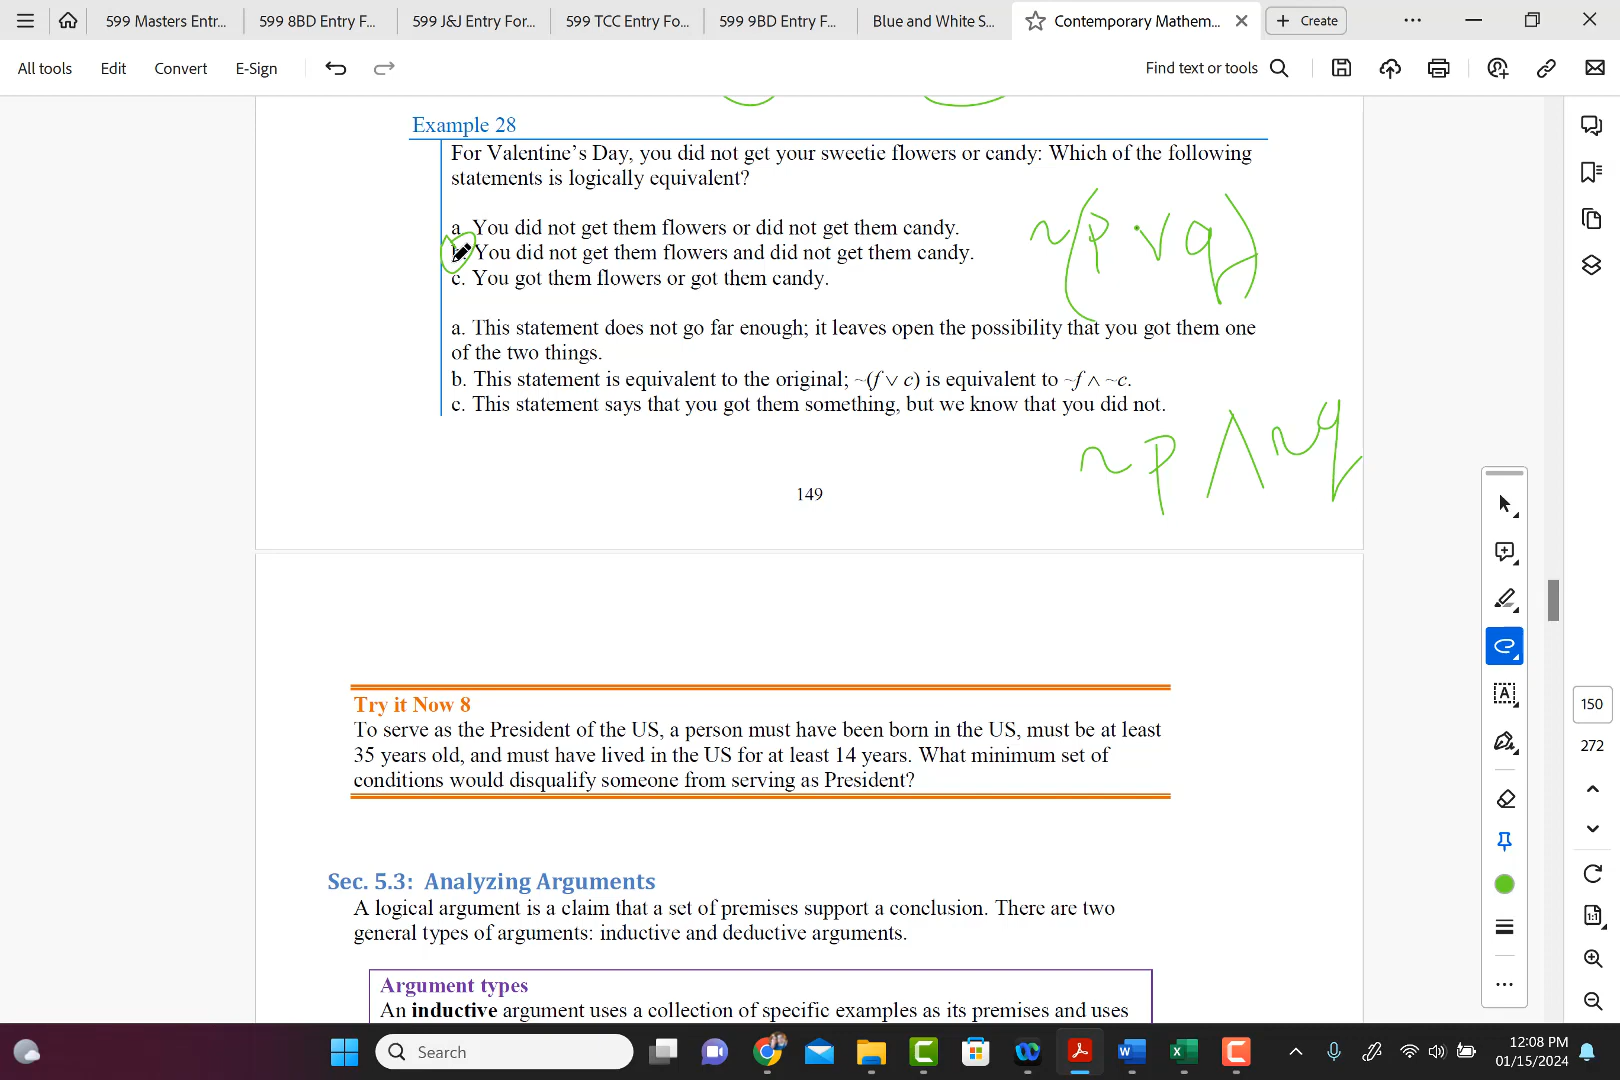 599 Masters Entr...
599 8BD Entry F...
599 J&J Entry For...
599 TCC Entry Fo...
599 9BD Entry F...
Blue and White S...
Contemporary Mathem...
Create
All tools
Edit
Convert
E-Sign
Find text or tools
Example 28
For Valentine's Day, you did not get your sweetie flowers or candy: Which of the following
statements is logically equivalent?
a. You did not get them flowers or did not get them candy.
You did not get them flowers and did not get them candy.
c. You got them flowers or got them candy.
~(p ∨ q)
a. This statement does not go far enough; it leaves open the possibility that you got them one
of the two things.
b. This statement is equivalent to the original; ~(f ∨ c) is equivalent to ~f ∧ ~c.
c. This statement says that you got them something, but we know that you did not.
~p ∧ ~q
149
Try it Now 8
To serve as the President of the US, a person must have been born in the US, must be at least
35 years old, and must have lived in the US for at least 14 years. What minimum set of
conditions would disqualify someone from serving as President?
Sec. 5.3: Analyzing Arguments
A logical argument is a claim that a set of premises support a conclusion. There are two
general types of arguments: inductive and deductive arguments.
Argument types
An inductive argument uses a collection of specific examples as its premises and uses
150
272
Search
12:08 PM
01/15/2024